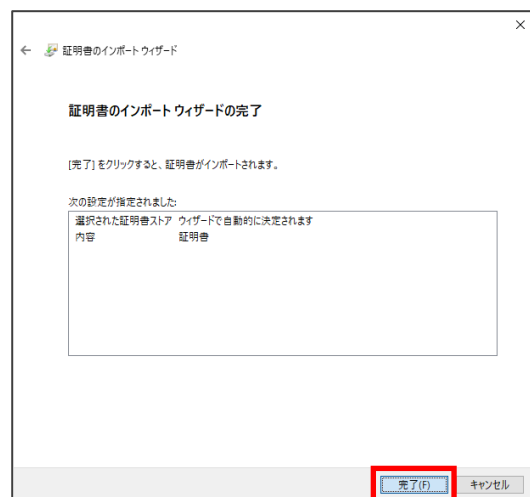 証明書のインポート ウィザード
証明書のインポート ウィザードの完了
[完了] をクリックすると、証明書がインポートされます。
次の設定が指定されました:
選択された証明書ストア ウィザードで自動的に決定されます
内容 証明書
完了(F) キャンセル